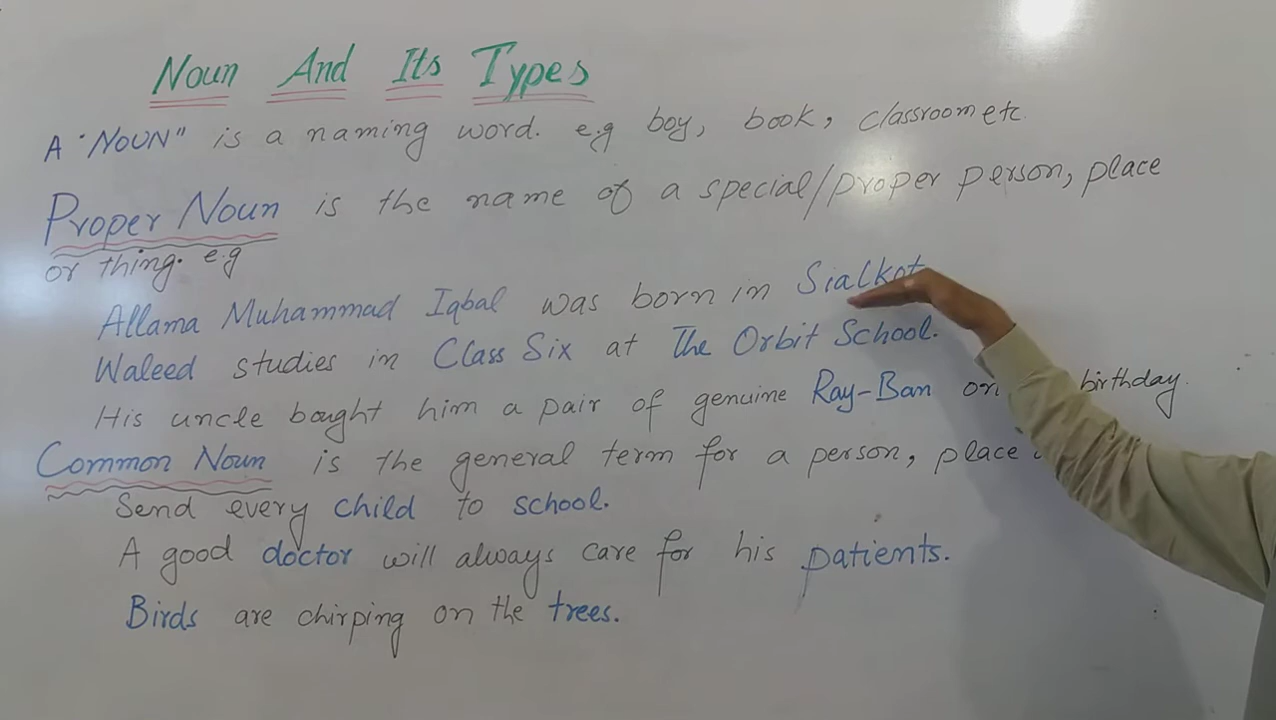 Noun And Its Types
A "NOUN" is a naming word. e.g boy, book, classroom etc.
Proper Noun is the name of a special/proper person, place
or thing. e.g
Allama Muhammad Iqbal was born in Sialkot
Waleed studies in Class Six at The Orbit School.
His uncle bought him a pair of genuine Ray-Ban on birthday.
Common Noun is the general term for a person, place
Send every child to school.
A good doctor will always care for his patients.
Birds are chirping on the trees.